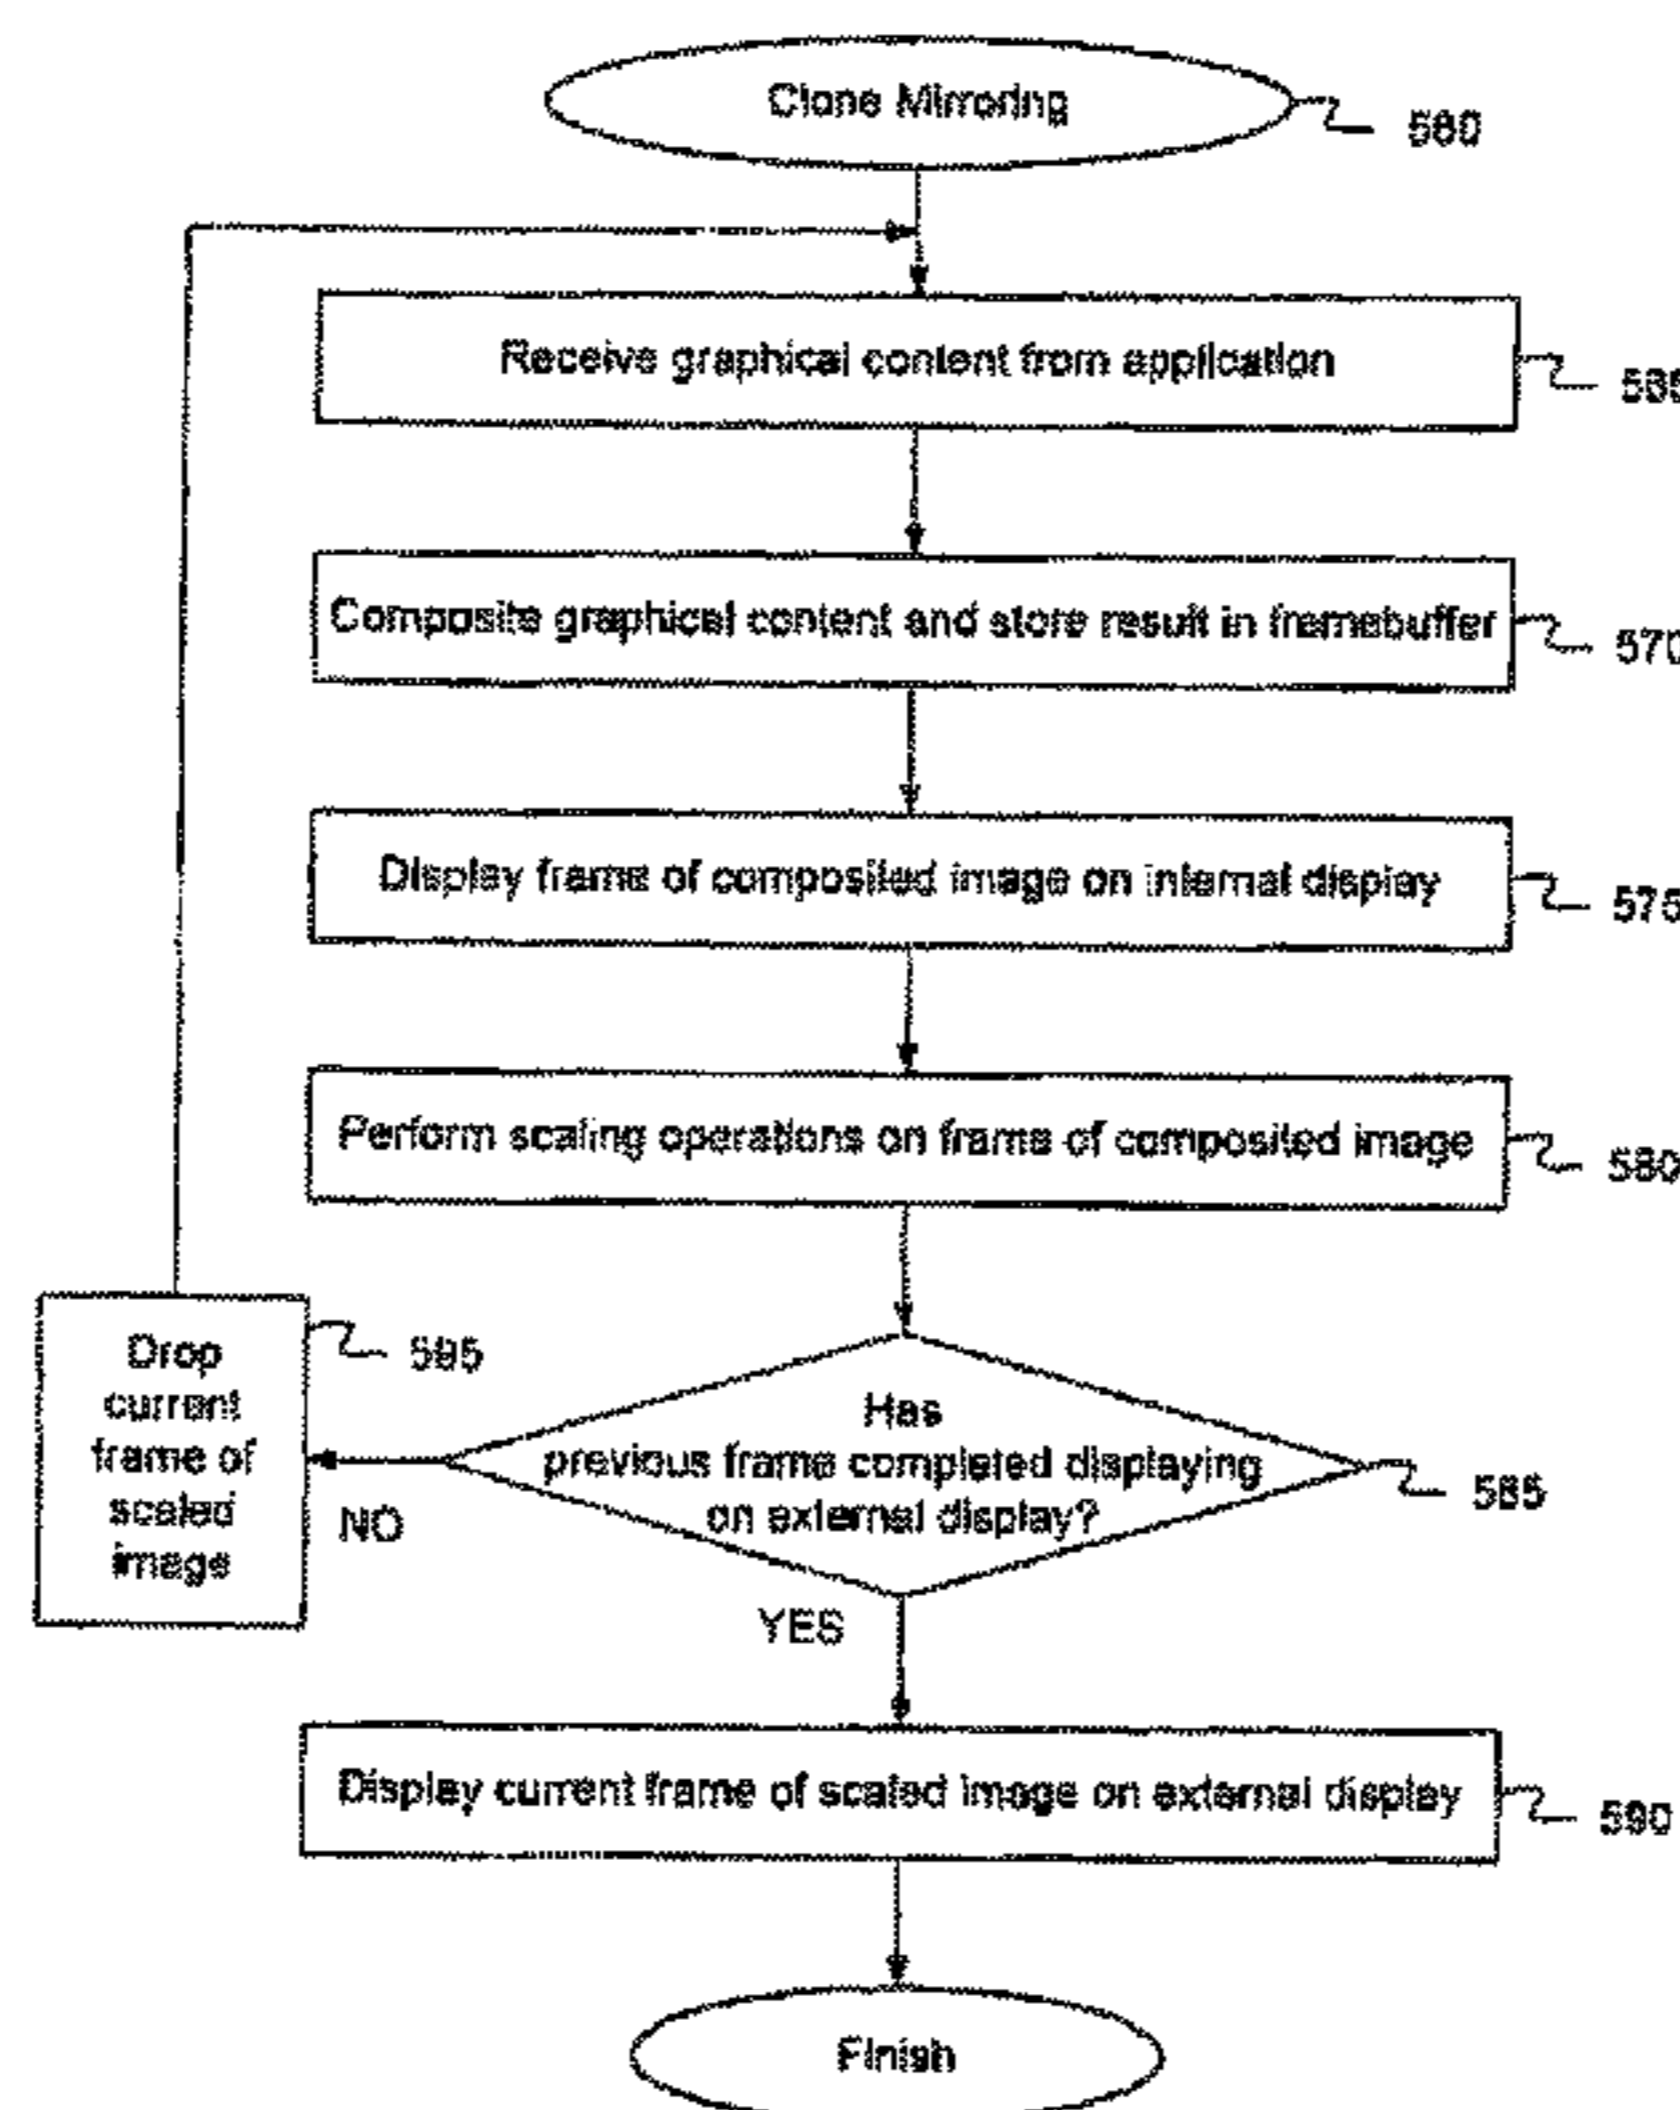 Clone Mirroring
560
Receive graphical content from application
565
Composite graphical content and store result in framebuffer
570
Display frame of composited image on internal display
575
Perform scaling operations on frame of composited image
580
Drop
current
frame of
scaled
image
595
Has
previous frame completed displaying
on external display?
585
NO
YES
Display current frame of scaled image on external display
590
Finish